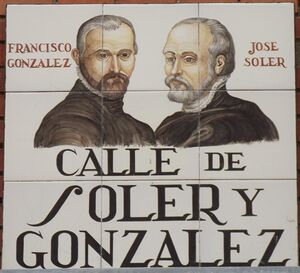 FRANCISCO
GONZALEZ
JOSE
SOLER
CALLE DE
SOLER Y
GONZALEZ